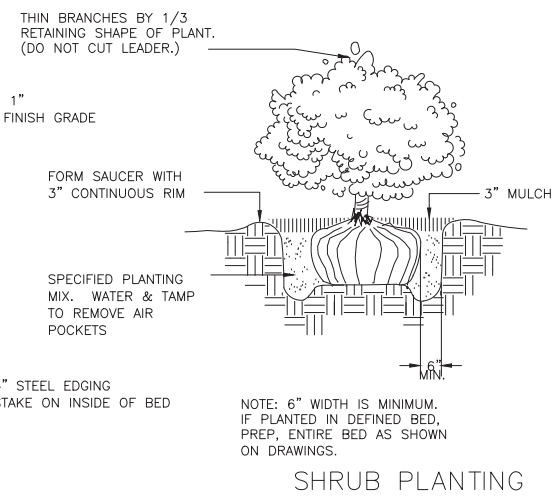 THIN BRANCHES BY 1/3
RETAINING SHAPE OF PLANT.
(DO NOT CUT LEADER.)
1"
FINISH GRADE
FORM SAUCER WITH
3" CONTINUOUS RIM
3" MULCH
SPECIFIED PLANTING
MIX. WATER & TAMP
TO REMOVE AIR
POCKETS
6"
MIN.
" STEEL EDGING
TAKE ON INSIDE OF BED
NOTE: 6" WIDTH IS MINIMUM.
IF PLANTED IN DEFINED BED,
PREP, ENTIRE BED AS SHOWN
ON DRAWINGS.
SHRUB PLANTING